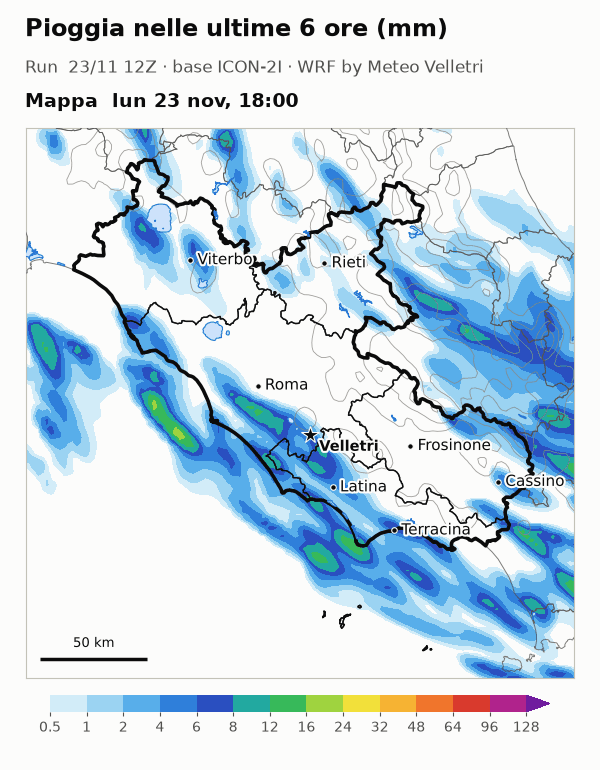 Pioggia nelle ultime 6 ore (mm)
Run 23/11 12Z · base ICON-2I · WRF by Meteo Velletri
Mappa lun 23 nov, 18:00
Viterbo
Rieti
Roma
Velletri
Frosinone
Cassino
Latina
Terracina
50 km
0.5 1 2 4 6 8 12 16 24 32 48 64 96 128